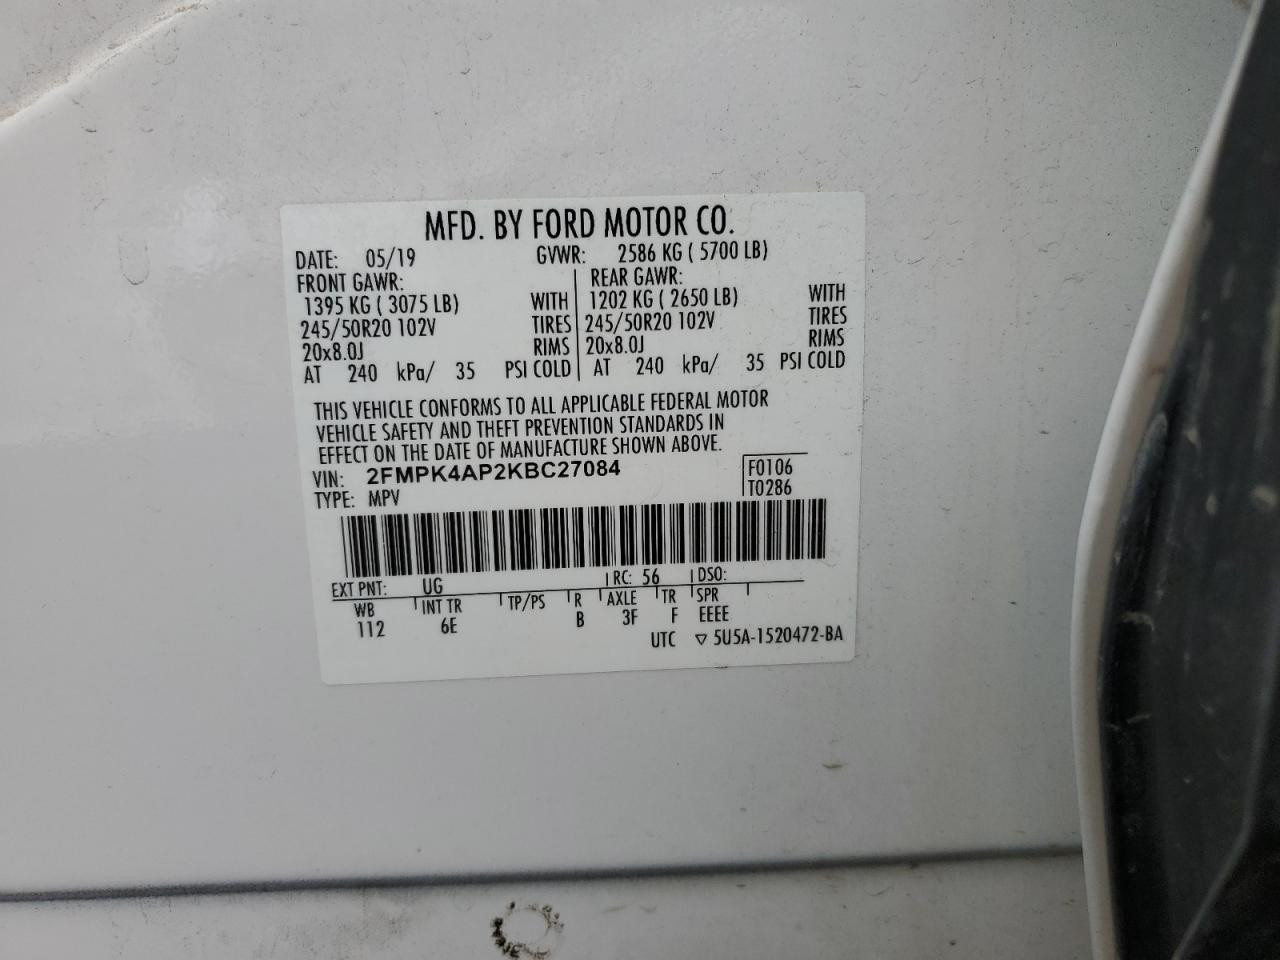 MFD. BY FORD MOTOR CO.
DATE: 05/19 GVWR: 2586 KG ( 5700 LB)
FRONT GAWR: REAR GAWR:
1395 KG ( 3075 LB) WITH 1202 KG ( 2650 LB) WITH
245/50R20 102V TIRES 245/50R20 102V TIRES
20x8.0J RIMS 20x8.0J RIMS
AT 240 kPa/ 35 PSI COLD AT 240 kPa/ 35 PSI COLD
THIS VEHICLE CONFORMS TO ALL APPLICABLE FEDERAL MOTOR
VEHICLE SAFETY AND THEFT PREVENTION STANDARDS IN
EFFECT ON THE DATE OF MANUFACTURE SHOWN ABOVE.
VIN: 2FMPK4AP2KBC27084 F0106
TYPE: MPV T0286
EXT PNT: UG RC: 56 DSO:
WB INT TR TP/PS R AXLE TR SPR
112 6E B 3F F EEEE
UTC ▽ 5U5A-1520472-BA